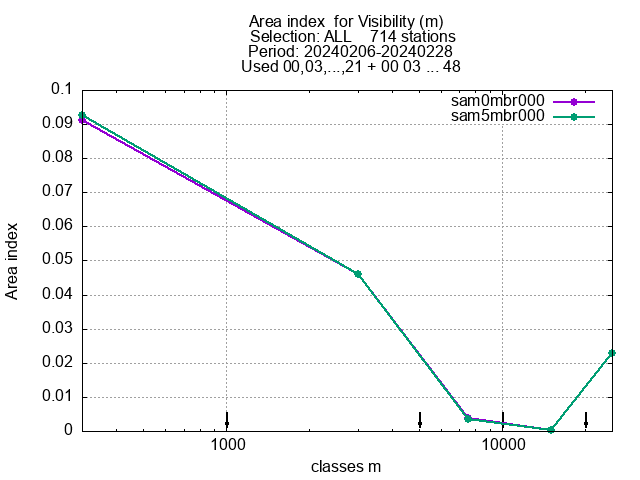 Area index  for Visibility (m)
Selection: ALL    714 stations
Period: 20240206-20240228
Used 00,03,...,21 + 00 03 ... 48
sam0mbr000
sam5mbr000
0.1
0.09
0.08
0.07
0.06
0.05
0.04
0.03
0.02
0.01
0
Area index
1000
10000
classes m